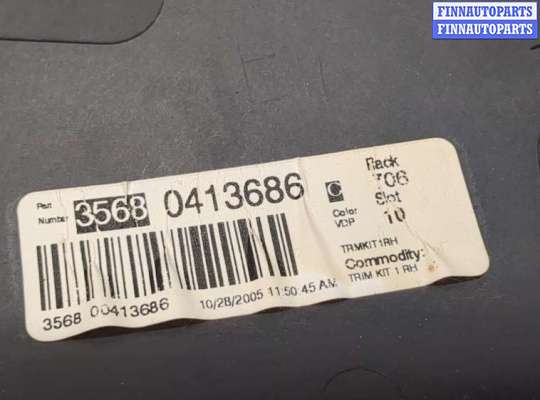 FINNAUTOPARTS
FINNAUTOPARTS
Part
Number
3568 0413686
C
Color
VDP
Rack
706
Slot
10
TRMKIT1RH
Commodity:
TRIM KIT 1 RH
3568 00413686
10/28/2005 11:50:45 AM